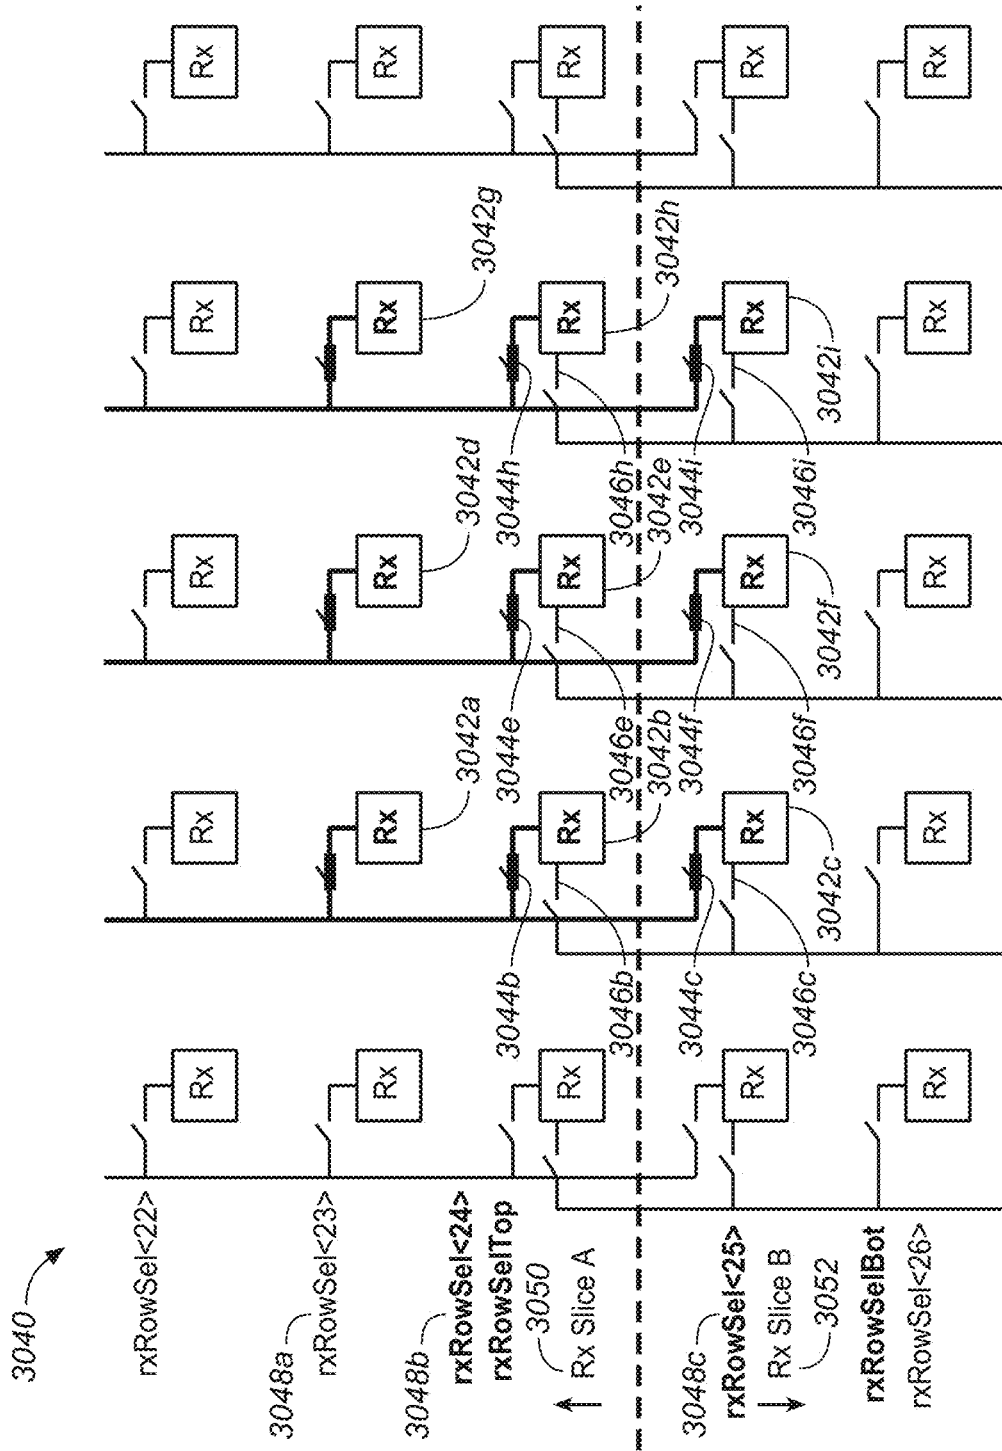 3040
rxRowSel<22>
Rx Rx Rx Rx Rx
3048a
rxRowSel<23>
Rx Rx Rx Rx Rx
3048b
rxRowSel<24> 3042a 3042d 3042g
rxRowSelTop 3044b 3044e 3044h
3050
Rx Slice A Rx Rx Rx Rx Rx
3046b 3046e 3046h
3042b 3042e 3042h
3048c 3044c 3044f 3044i
rxRowSel<25>
Rx Rx Rx Rx Rx
Rx Slice B
3046c 3046f 3046i
3052 3042c 3042f 3042i
rxRowSelBot
rxRowSel<26> Rx Rx Rx Rx Rx